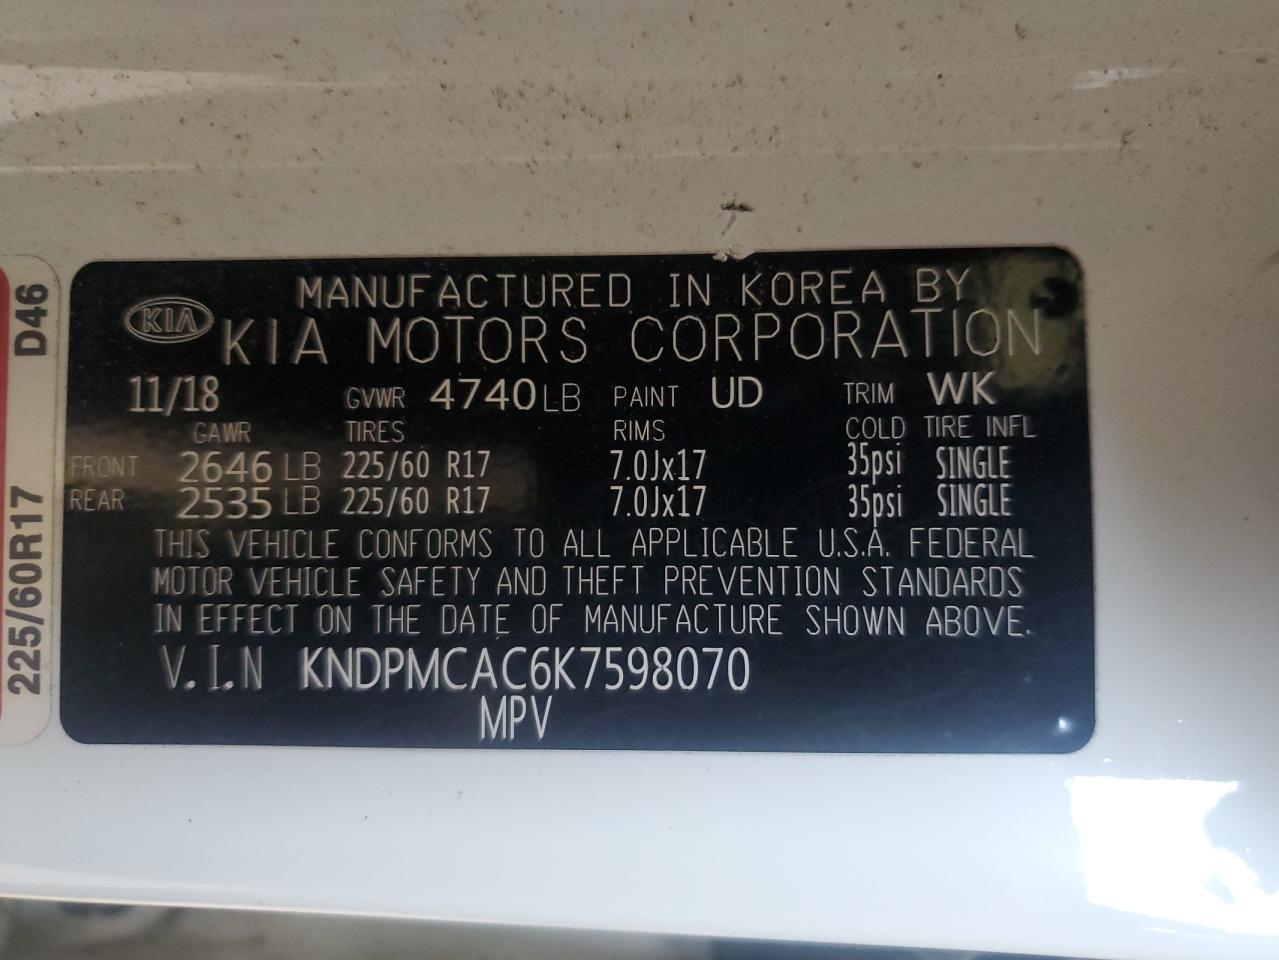 MANUFACTURED IN KOREA BY
KIA
KIA MOTORS CORPORATION
11/18 GVWR 4740 LB PAINT UD TRIM WK
GAWR TIRES RIMS COLD TIRE INFL
FRONT 2646 LB 225/60 R17 7.0Jx17 35psi SINGLE
REAR 2535 LB 225/60 R17 7.0Jx17 35psi SINGLE
THIS VEHICLE CONFORMS TO ALL APPLICABLE U.S.A. FEDERAL
MOTOR VEHICLE SAFETY AND THEFT PREVENTION STANDARDS
IN EFFECT ON THE DATE OF MANUFACTURE SHOWN ABOVE.
V.I.N KNDPMCAC6K7598070
MPV
225/60R17 D46